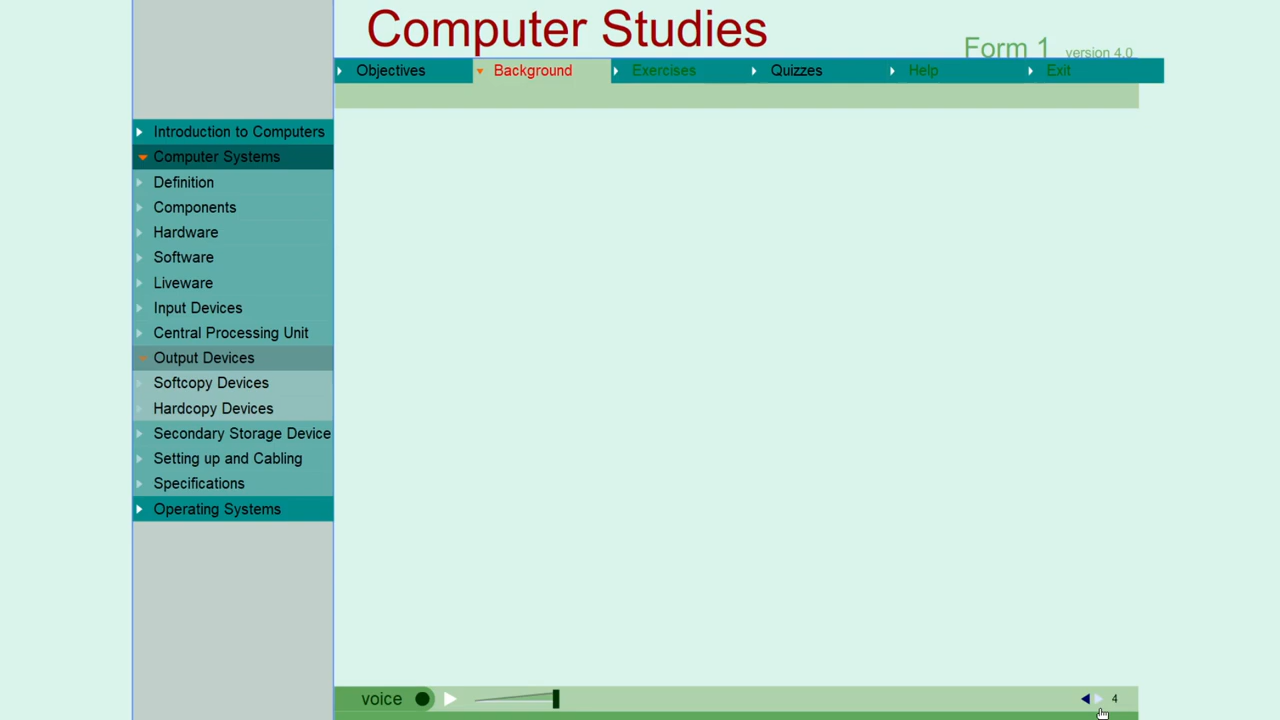 Computer Studies
Form 1 version 4.0
Objectives Background Exercises Quizzes Help Exit
Introduction to Computers
Computer Systems
Definition
Components
Hardware
Software
Liveware
Input Devices
Central Processing Unit
Output Devices
Softcopy Devices
Hardcopy Devices
Secondary Storage Device
Setting up and Cabling
Specifications
Operating Systems
voice 4